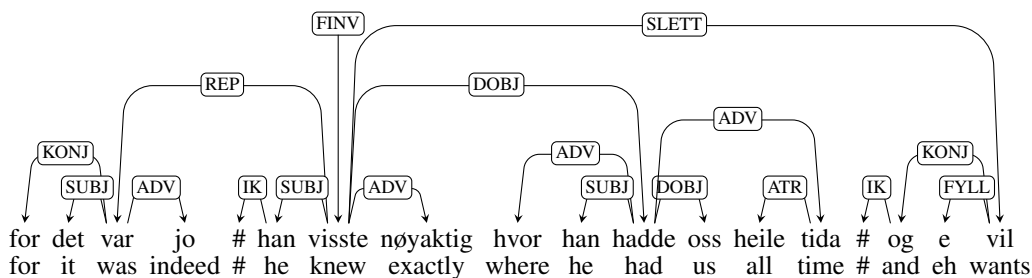 FINV SLETT
REP DOBJ
ADV
KONJ ADV KONJ
SUBJ ADV IK SUBJ ADV SUBJ DOBJ ATR IK FYLL
for det var jo # han visste nøyaktig hvor han hadde oss heile tida # og e vil
for it was indeed # he knew exactly where he had us all time # and eh wants